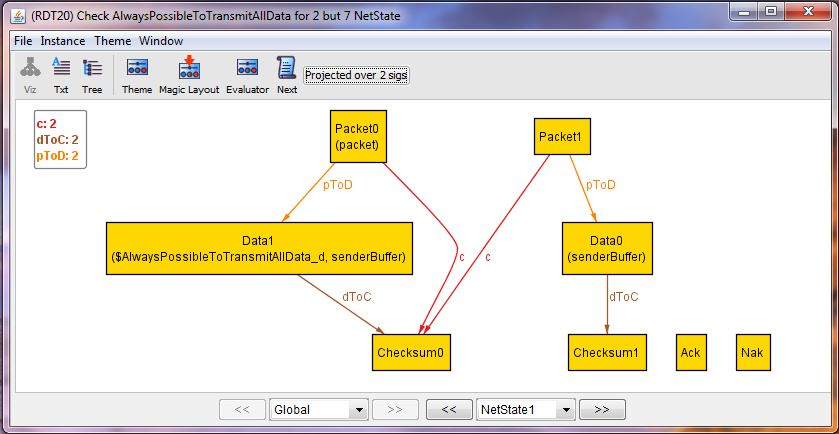 (RDT20) Check AlwaysPossibleToTransmitAllData for 2 but 7 NetState
File Instance Theme Window
Viz Txt Tree Theme Magic Layout Evaluator Next Projected over 2 sigs
c: 2
dToC: 2
pToD: 2
Packet0
(packet)
Packet1
pToD
pToD
Data1
($AlwaysPossibleToTransmitAllData_d, senderBuffer)
Data0
(senderBuffer)
c
c
dToC
dToC
Checksum0
Checksum1
Ack
Nak
<< Global >> << NetState1 >>